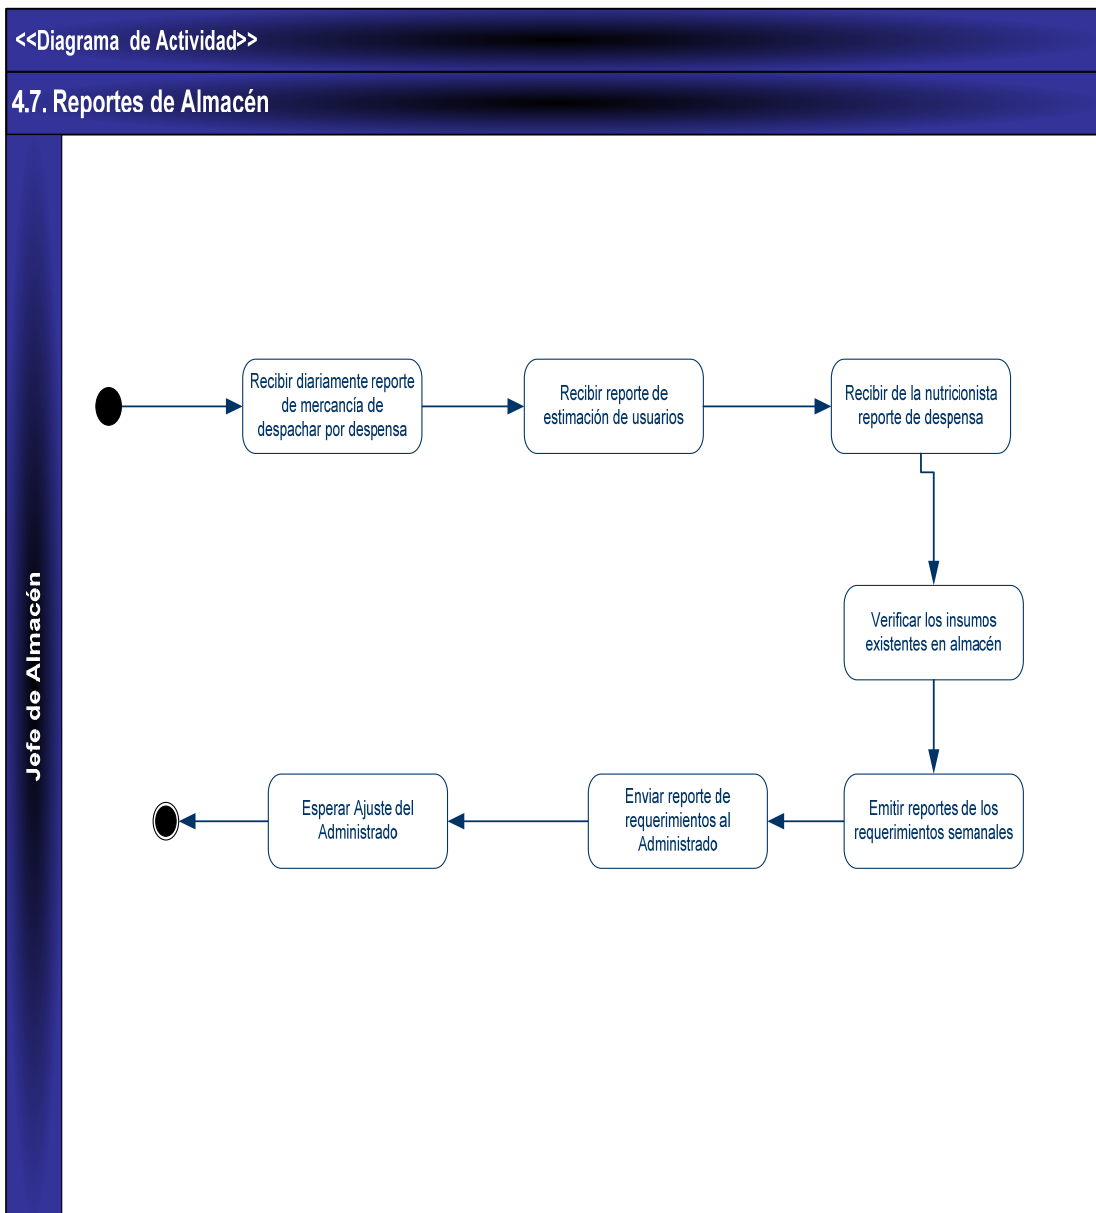 <<Diagrama de Actividad>>
4.7. Reportes de Almacén
Jefe de Almacén
Recibir diariamente reporte
de mercancía de
despachar por despensa
Recibir reporte de
estimación de usuarios
Recibir de la nutricionista
reporte de despensa
Verificar los insumos
existentes en almacén
Emitir reportes de los
requerimientos semanales
Enviar reporte de
requerimientos al
Administrado
Esperar Ajuste del
Administrado